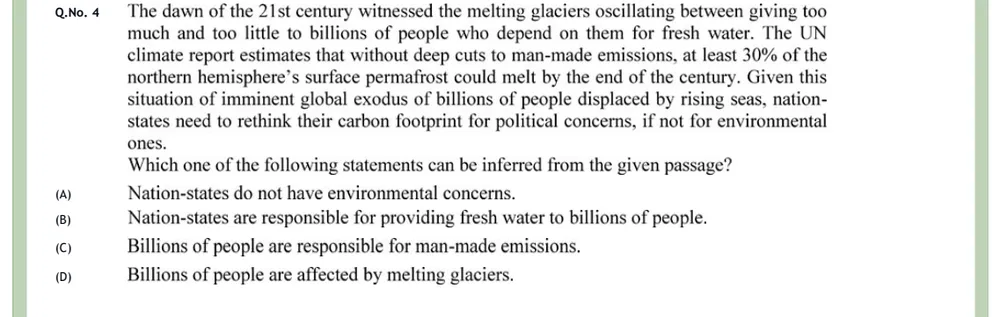 Q.No. 4 The dawn of the 21st century witnessed the melting glaciers oscillating between giving too
much and too little to billions of people who depend on them for fresh water. The UN
climate report estimates that without deep cuts to man-made emissions, at least 30% of the
northern hemisphere's surface permafrost could melt by the end of the century. Given this
situation of imminent global exodus of billions of people displaced by rising seas, nation-
states need to rethink their carbon footprint for political concerns, if not for environmental
ones.
Which one of the following statements can be inferred from the given passage?
(A) Nation-states do not have environmental concerns.
(B) Nation-states are responsible for providing fresh water to billions of people.
(C) Billions of people are responsible for man-made emissions.
(D) Billions of people are affected by melting glaciers.